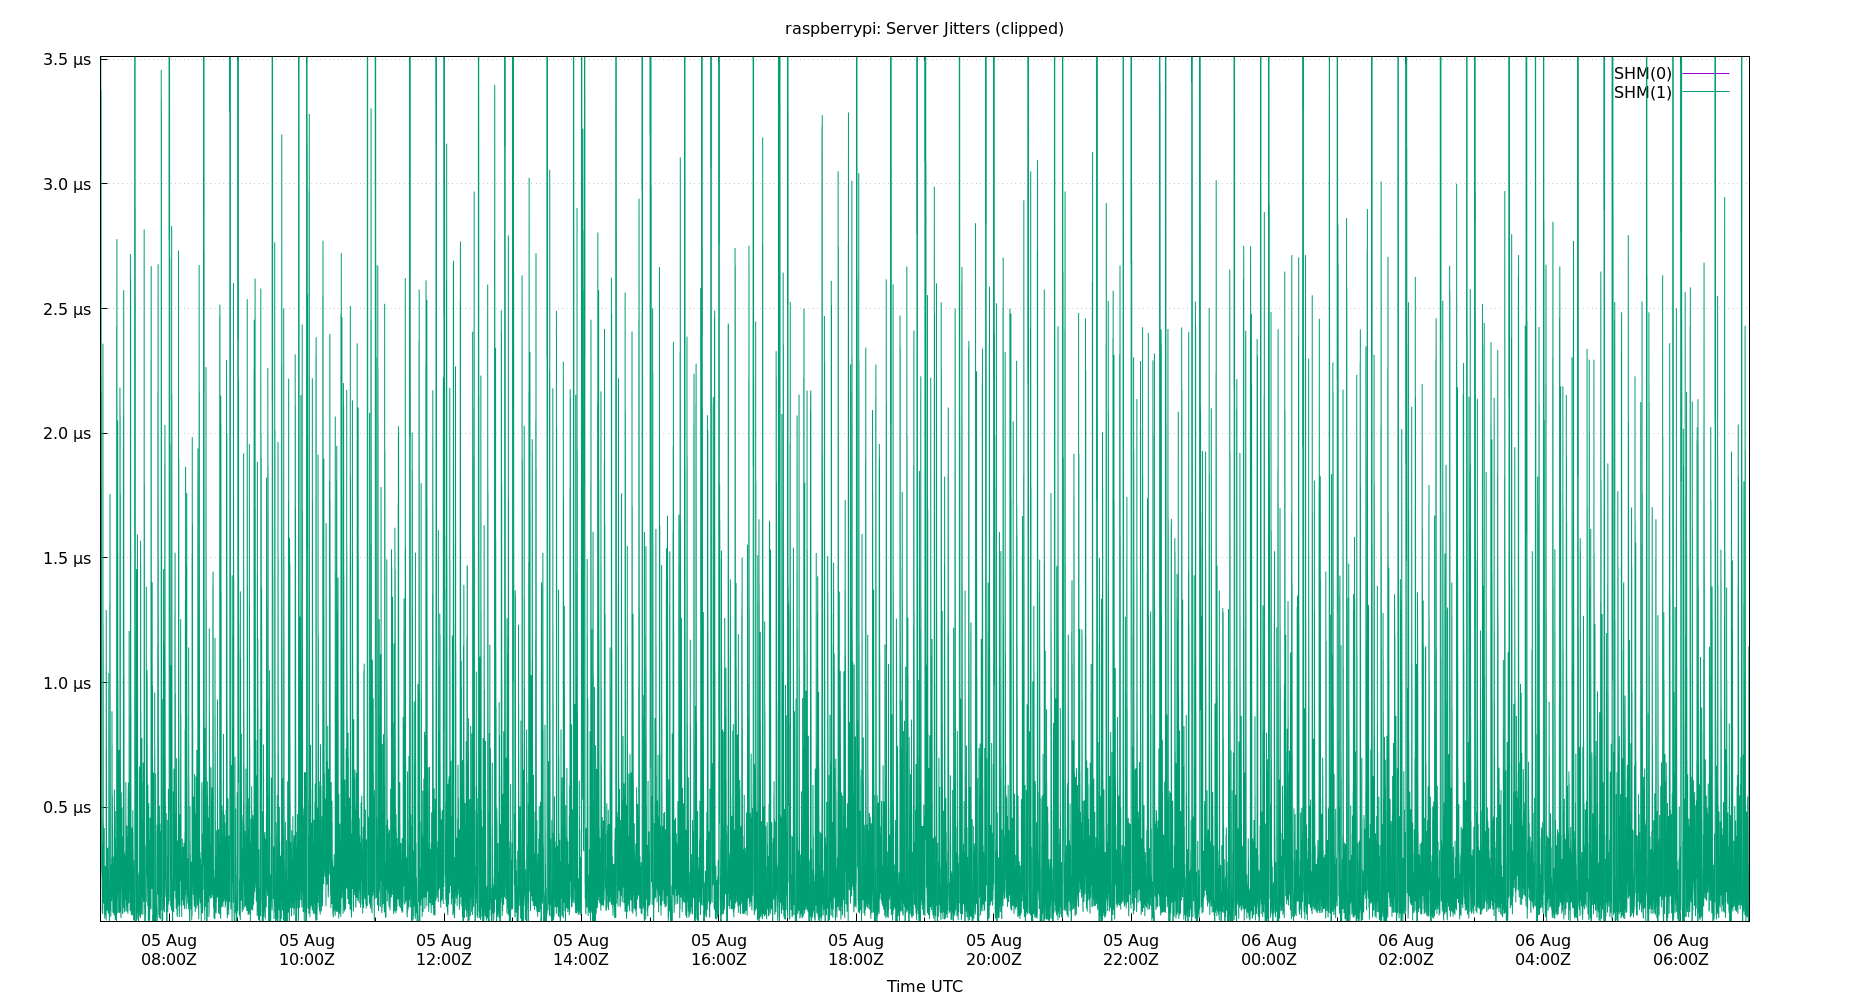 raspberrypi: Server Jitters (clipped)
3.5 μs
3.0 μs
2.5 μs
2.0 μs
1.5 μs
1.0 μs
0.5 μs
SHM(0)
SHM(1)
05 Aug 05 Aug 05 Aug 05 Aug 05 Aug 05 Aug 05 Aug 05 Aug 06 Aug 06 Aug 06 Aug 06 Aug
08:00Z 10:00Z 12:00Z 14:00Z 16:00Z 18:00Z 20:00Z 22:00Z 00:00Z 02:00Z 04:00Z 06:00Z
Time UTC